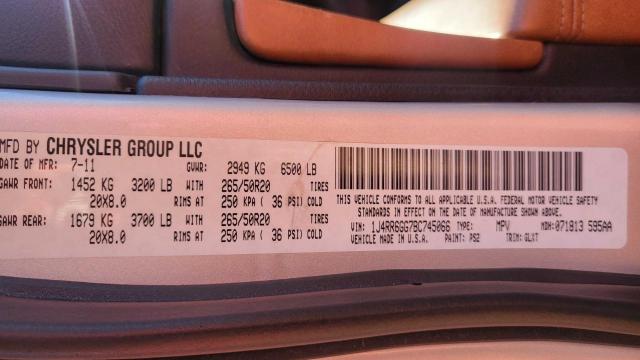 MFD BY CHRYSLER GROUP LLC
DATE OF MFR: 7-11 GVWR: 2949 KG 6500 LB
GAWR FRONT: 1452 KG 3200 LB WITH 265/50R20 TIRES
20X8.0 RIMS AT 250 KPA ( 36 PSI) COLD
GAWR REAR: 1679 KG 3700 LB WITH 265/50R20 TIRES
20X8.0 RIMS AT 250 KPA ( 36 PSI) COLD
THIS VEHICLE CONFORMS TO ALL APPLICABLE U.S.A. FEDERAL MOTOR VEHICLE SAFETY
STANDARDS IN EFFECT ON THE DATE OF MANUFACTURE SHOWN ABOVE.
VIN: 1J4RR6GG7BC745066 TYPE: MPV MDH: 071813 595AA
VEHICLE MADE IN U.S.A. PAINT: PS2 TRIM: GLXT